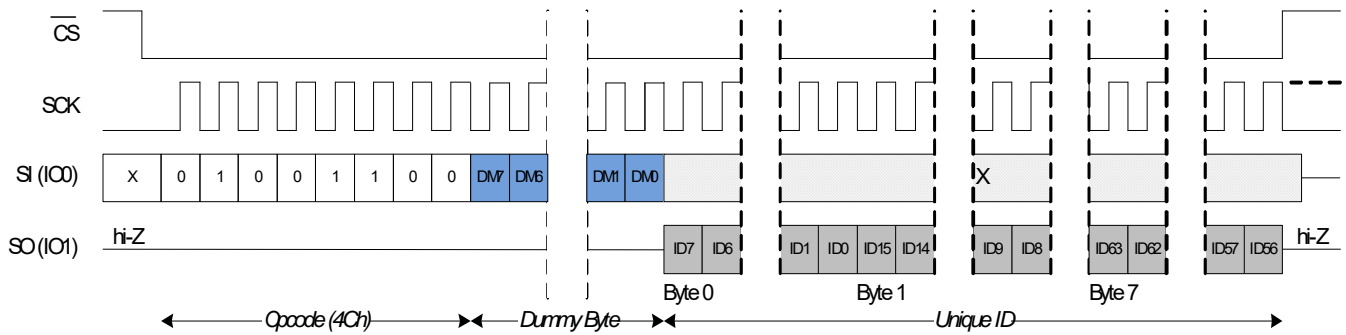 CS
SCK
SI (IO0) X 0 1 0 0 1 1 0 0 DM7 DM6 DM1 DM0 X
hi-Z hi-Z
SO (IO1) ID7 ID6 ID1 ID0 ID15 ID14 ID9 ID8 ID63 ID62 ID57 ID56
Byte 0 Byte 1 Byte 7
Opcode (4Ch) Dummy Byte Unique ID